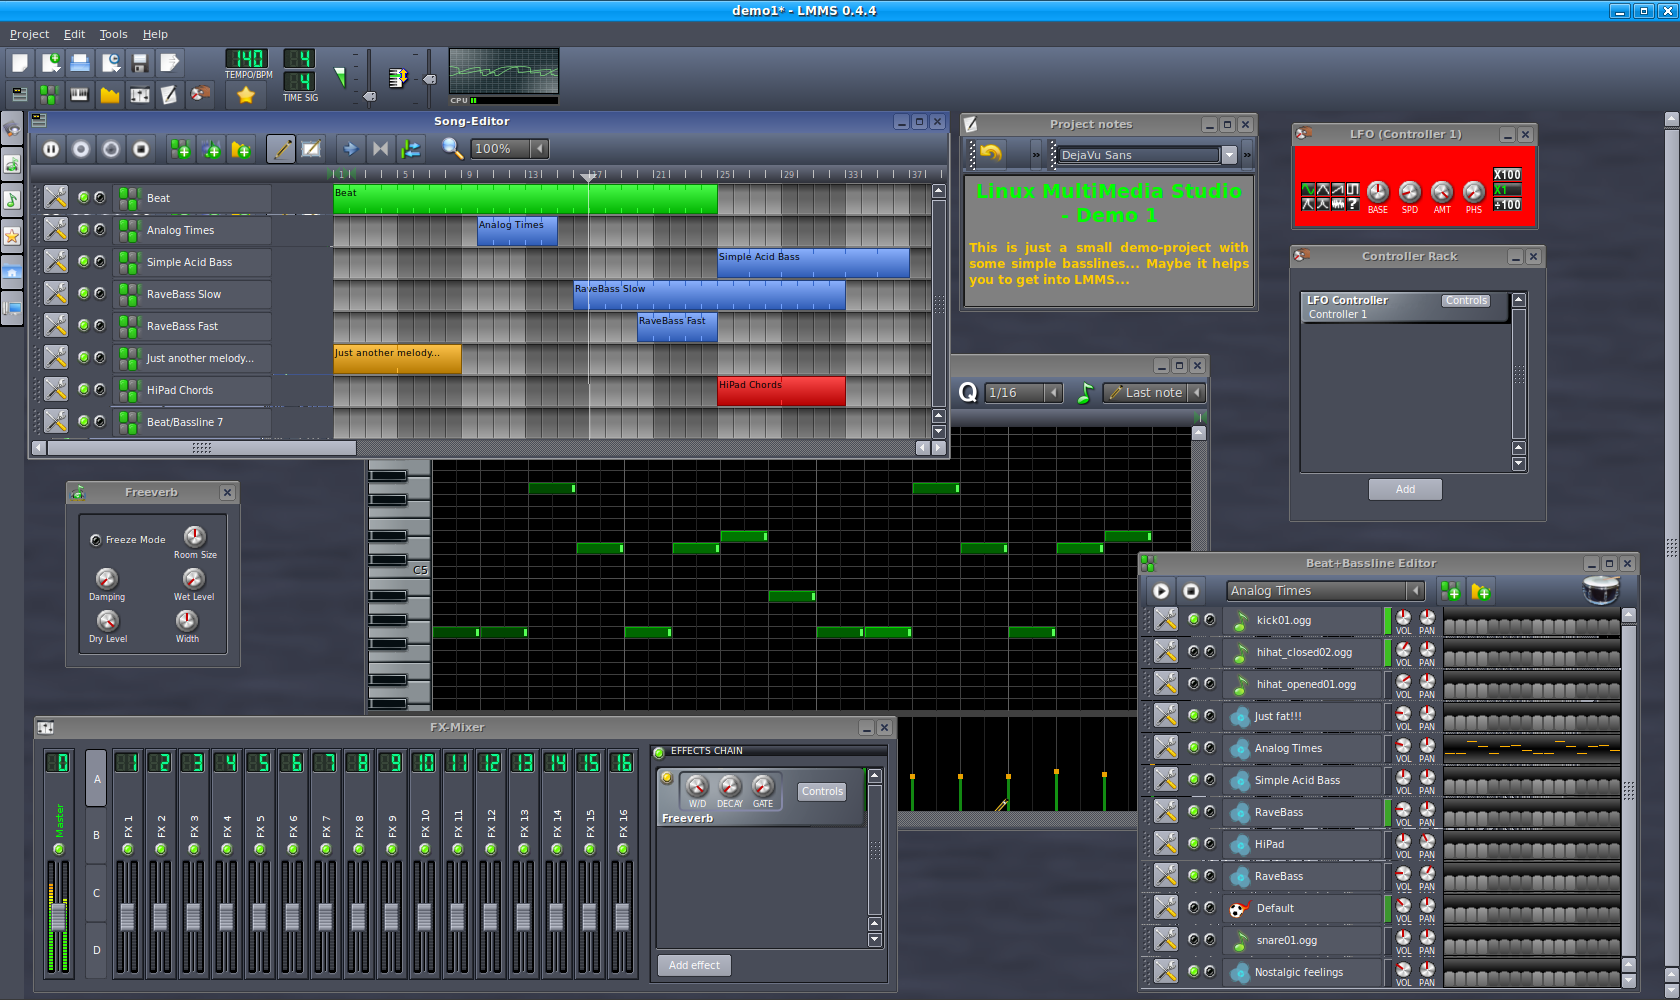 demo1* - LMMS 0.4.4
Project Edit Tools Help
140
TEMPO/BPM
4
4
TIME SIG
CPU
Song-Editor
100%
1 5 9 13 17 21 25 29 33 37
Beat
Beat
Analog Times
Analog Times
Simple Acid Bass
Simple Acid Bass
RaveBass Slow
RaveBass Slow
RaveBass Fast
RaveBass Fast
Just another melody...
Just another melody...
HiPad Chords
HiPad Chords
Beat/Bassline 7
Project notes
» DejaVu Sans »
Linux MultiMedia Studio
- Demo 1
This is just a small demo-project with
some simple basslines... Maybe it helps
you to get into LMMS...
LFO (Controller 1)
X100
X1
÷100
?
BASE SPD AMT PHS
Controller Rack
LFO Controller Controls
Controller 1
Add
Q 1/16 Last note
C5
Freeverb
Freeze Mode
Room Size
Damping Wet Level
Dry Level Width
Beat+Bassline Editor
Analog Times
kick01.ogg
VOL PAN
hihat_closed02.ogg
VOL PAN
hihat_opened01.ogg
VOL PAN
Just fat!!!
VOL PAN
Analog Times
VOL PAN
Simple Acid Bass
VOL PAN
RaveBass
VOL PAN
HiPad
VOL PAN
RaveBass
VOL PAN
Default
VOL PAN
snare01.ogg
VOL PAN
Nostalgic feelings
VOL PAN
FX-Mixer
0 1 2 3 4 5 6 7 8 9 10 11 12 13 14 15 16
Master FX 1 FX 2 FX 3 FX 4 FX 5 FX 6 FX 7 FX 8 FX 9 FX 10 FX 11 FX 12 FX 13 FX 14 FX 15 FX 16
A
B
C
D
EFFECTS CHAIN
W/D DECAY GATE
Controls
Freeverb
Add effect